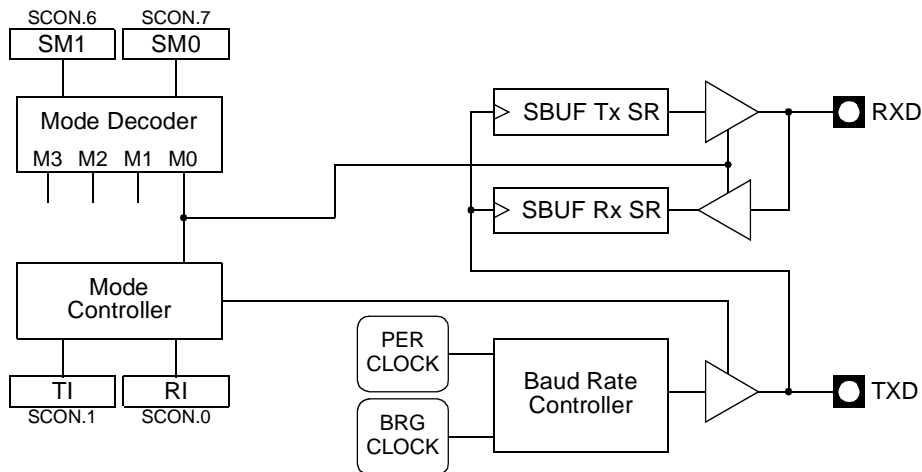 SCON.6 SCON.7
SM1 SM0
Mode Decoder
M3 M2 M1 M0
SBUF Tx SR
RXD
SBUF Rx SR
Mode
Controller
TI RI
SCON.1 SCON.0
PER
CLOCK
BRG
CLOCK
Baud Rate
Controller
TXD